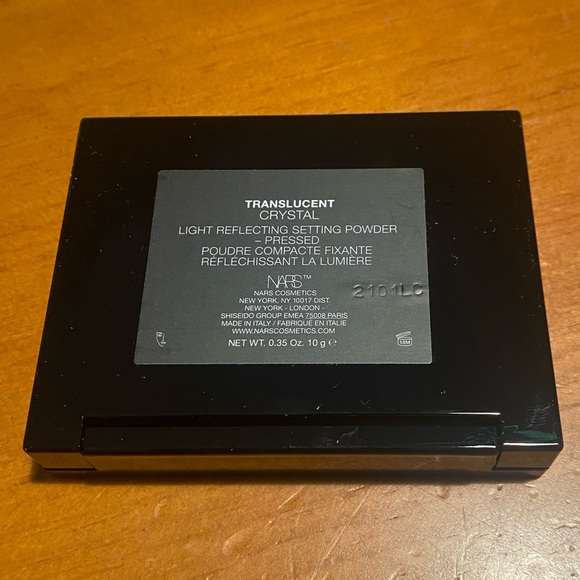 TRANSLUCENT
CRYSTAL
LIGHT REFLECTING SETTING POWDER
– PRESSED
POUDRE COMPACTE FIXANTE
RÉFLÉCHISSANT LA LUMIÈRE
NARS™
NARS COSMETICS
NEW YORK, NY 10017 DIST.
NEW YORK - LONDON -
SHISEIDO GROUP EMEA 75008 PARIS
MADE IN ITALY / FABRIQUÉ EN ITALIE
WWW.NARSCOSMETICS.COM
NET WT. 0.35 Oz. 10 g ℮
2101LC
18M